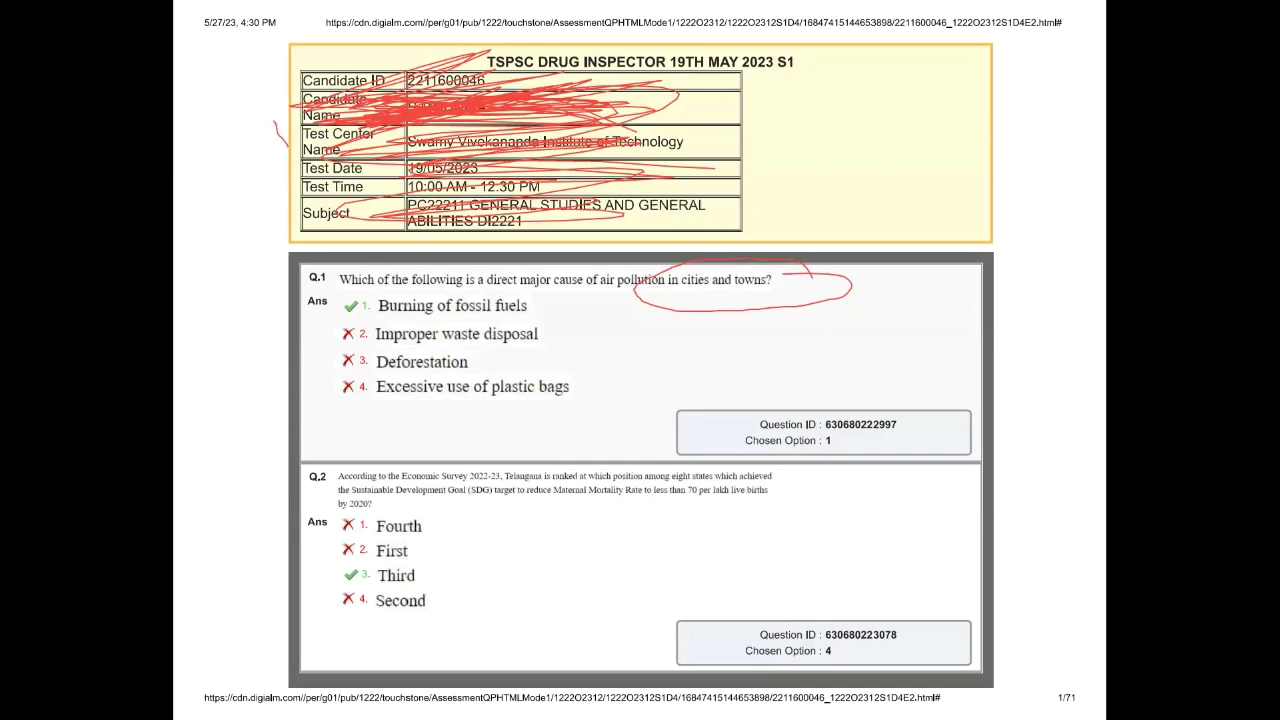 5/27/23, 4:30 PM https://cdn.digialm.com//per/g01/pub/1222/touchstone/AssessmentQPHTMLMode1/1222O2312/1222O2312S1D4/16847415144653898/2211600046_1222O2312S1D4E2.html#
TSPSC DRUG INSPECTOR 19TH MAY 2023 S1
Candidate ID 2211600046
Candidate
Name
Test Center
Name Swamy Vivekananda Institute of Technology
Test Date 19/05/2023
Test Time 10:00 AM - 12:30 PM
Subject PC22211 GENERAL STUDIES AND GENERAL
ABILITIES DI2221
Q.1 Which of the following is a direct major cause of air pollution in cities and towns?
Ans 1. Burning of fossil fuels
2. Improper waste disposal
3. Deforestation
4. Excessive use of plastic bags
Question ID : 630680222997
Chosen Option : 1
Q.2 According to the Economic Survey 2022-23, Telangana is ranked at which position among eight states which achieved
the Sustainable Development Goal (SDG) target to reduce Maternal Mortality Rate to less than 70 per lakh live births
by 2020?
Ans 1. Fourth
2. First
3. Third
4. Second
Question ID : 630680223078
Chosen Option : 4
https://cdn.digialm.com//per/g01/pub/1222/touchstone/AssessmentQPHTMLMode1/1222O2312/1222O2312S1D4/16847415144653898/2211600046_1222O2312S1D4E2.html# 1/71